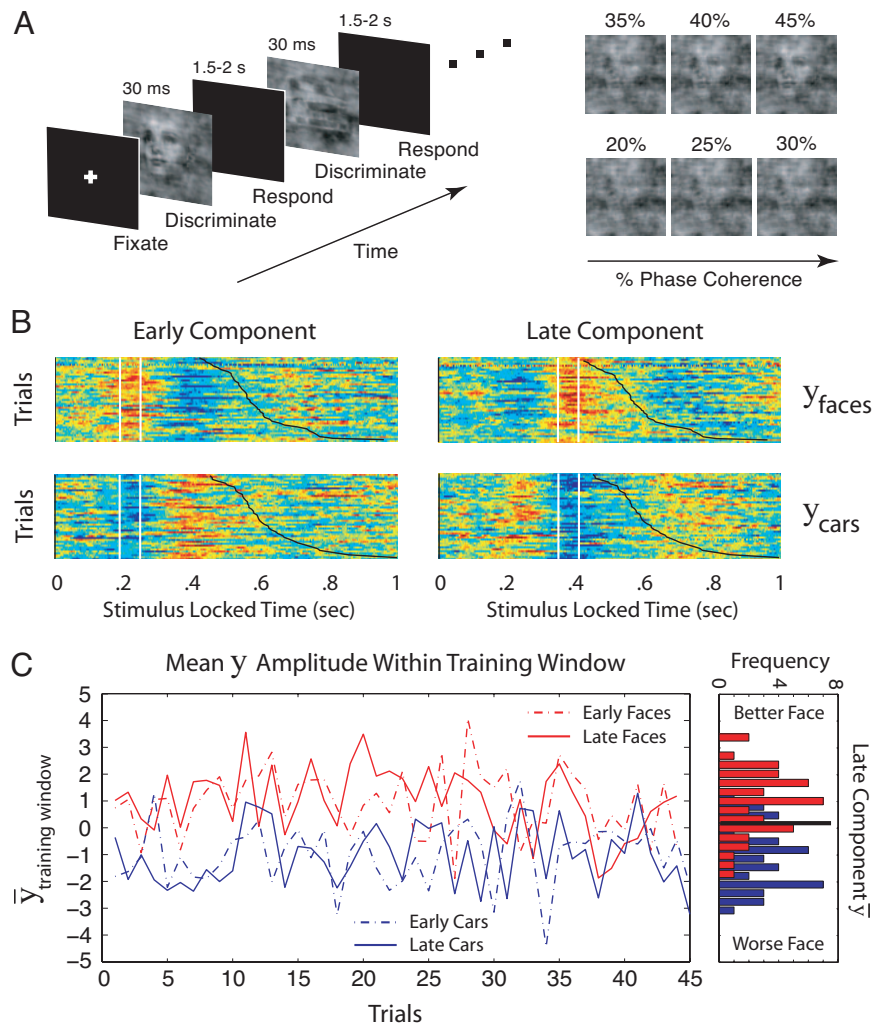 A
1.5-2 s
30 ms
1.5-2 s
30 ms
Respond
Discriminate
Respond
Discriminate
Fixate
Time
35% 40% 45%
20% 25% 30%
% Phase Coherence
B
Early Component
Late Component
Trials
y faces
Trials
y cars
0 .2 .4 .6 .8 1
Stimulus Locked Time (sec)
0 .2 .4 .6 .8 1
Stimulus Locked Time (sec)
C
Mean y Amplitude Within Training Window
5
4
3
2
1
0
-1
-2
-3
-4
-5
ȳ training window
Early Faces
Late Faces
Early Cars
Late Cars
0 5 10 15 20 25 30 35 40 45
Trials
Frequency
0 4 8
Better Face
Worse Face
Late Component ȳ